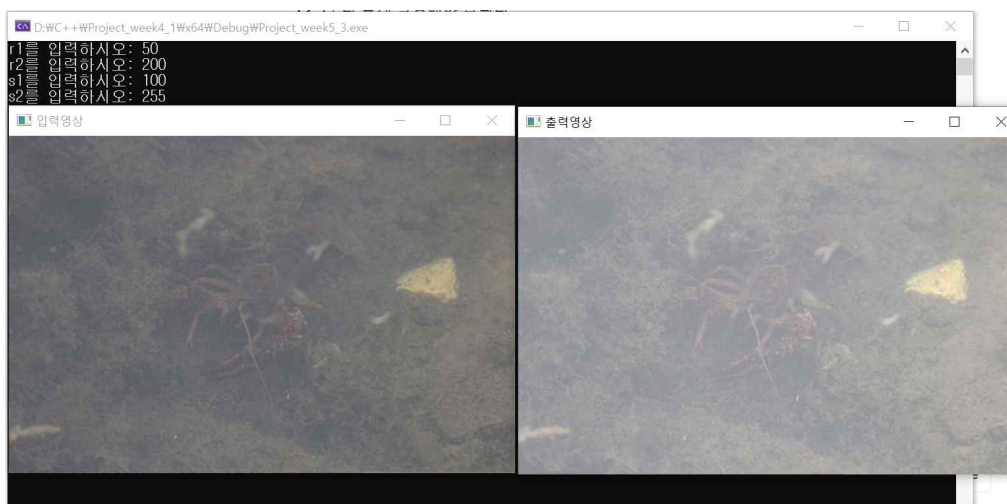 D:₩C++₩Project_week4_1₩x64₩Debug₩Project_week5_3.exe
r1를 입력하시오: 50
r2를 입력하시오: 200
s1를 입력하시오: 100
s2를 입력하시오: 255
입력영상
출력영상